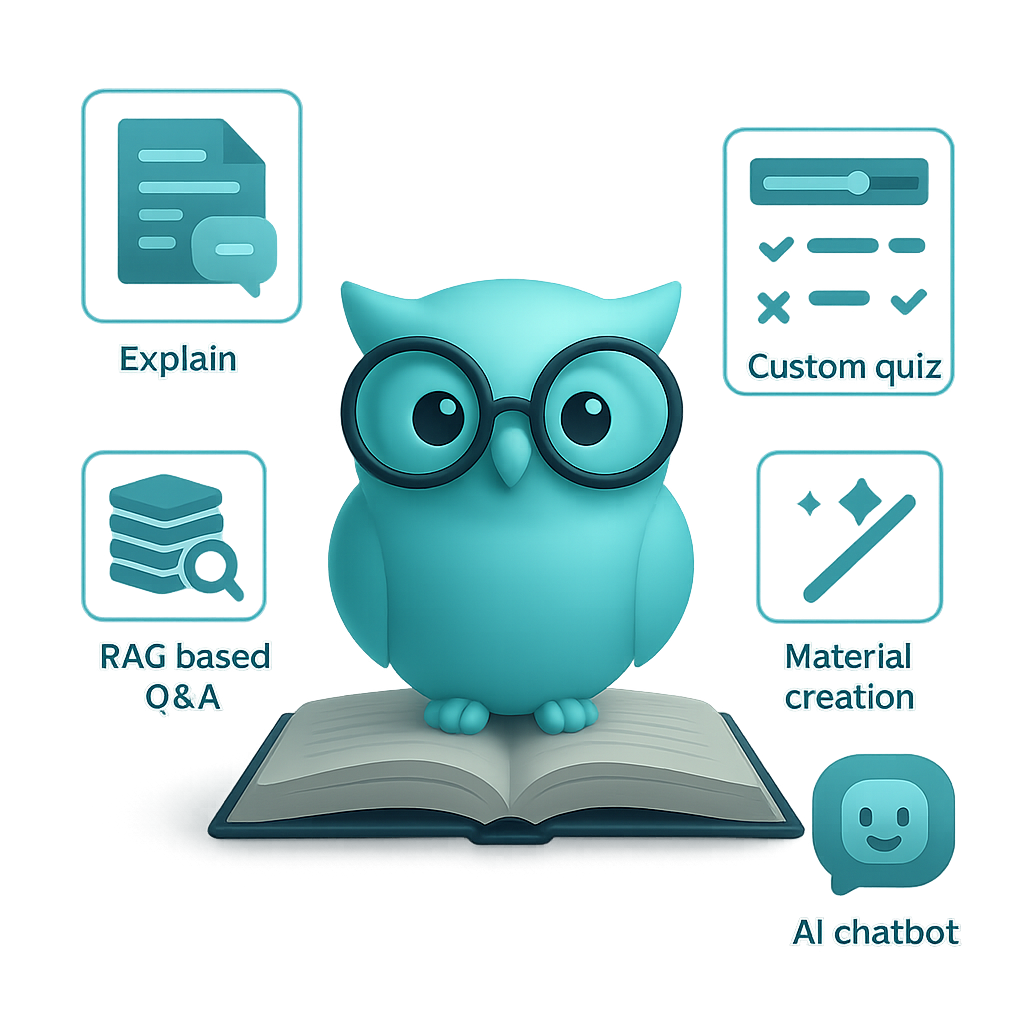 Explain
Custom quiz
RAG based
Q&A
Material
creation
AI chatbot